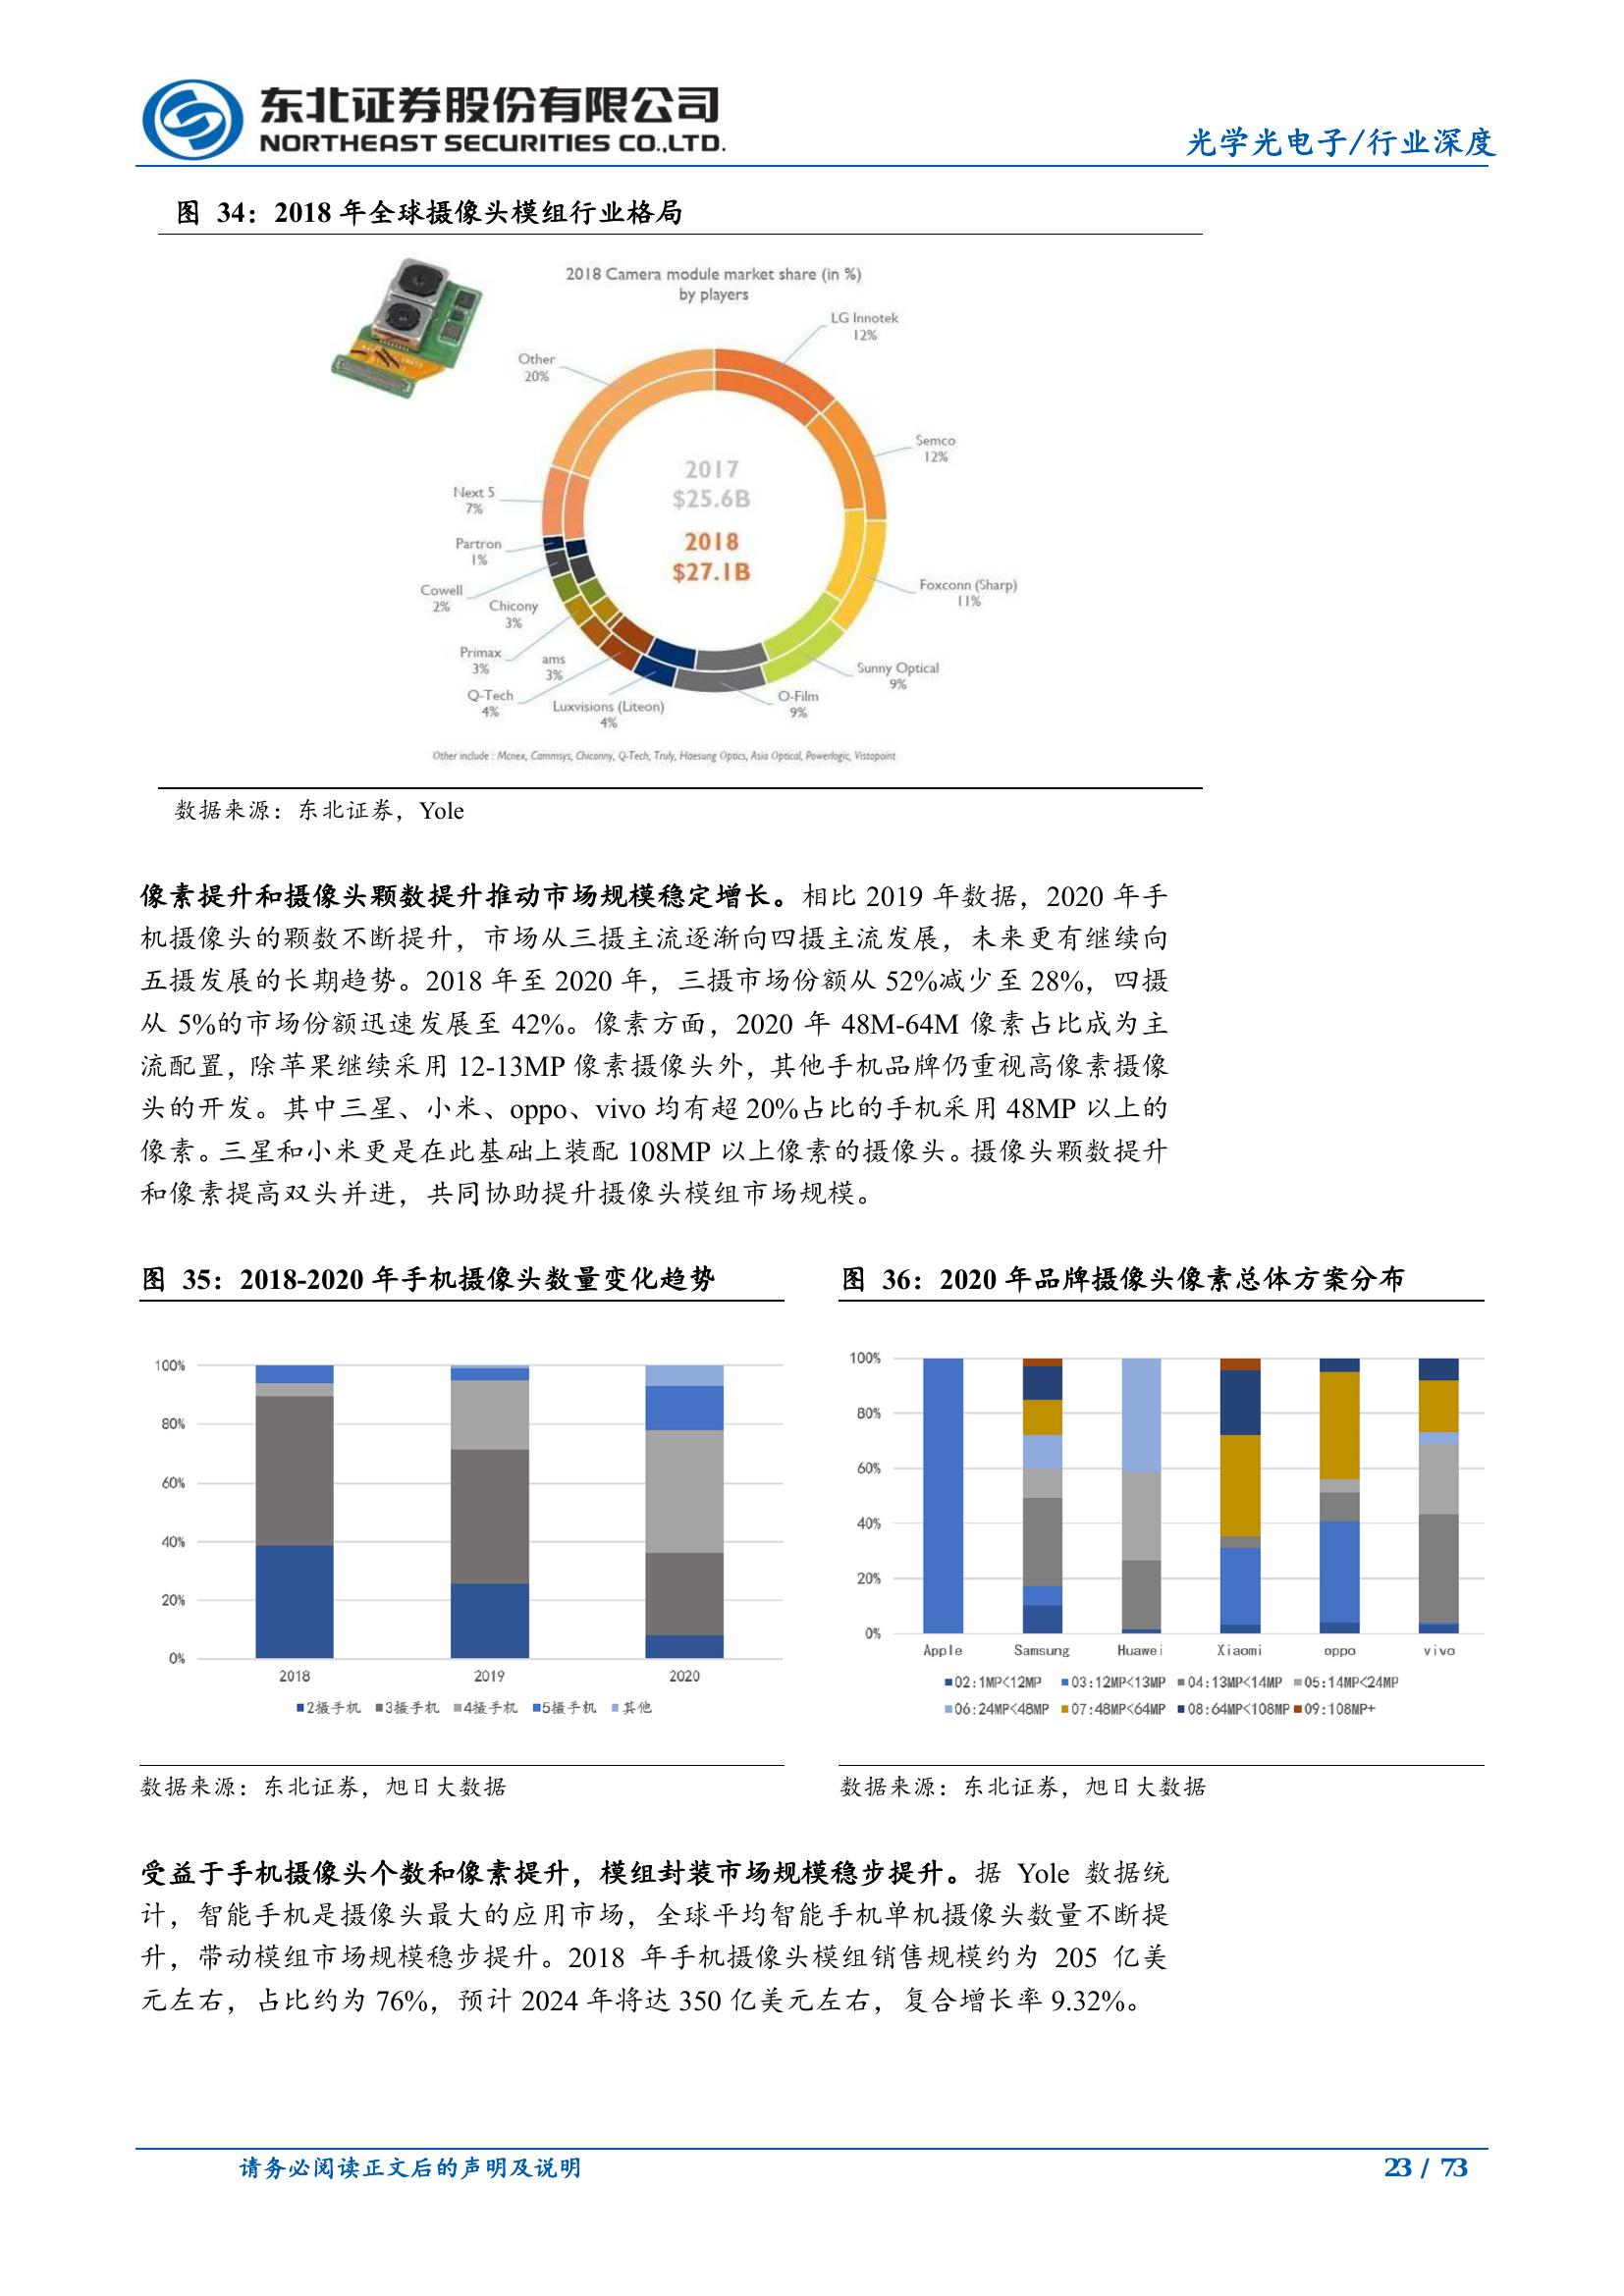 东北证券股份有限公司
NORTHEAST SECURITIES CO.,LTD.
光学光电子/行业深度
图 34：2018 年全球摄像头模组行业格局
2018 Camera module market share (in %)
by players
LG Innotek
12%
Other
20%
Semco
12%
2017
$25.6B
2018
$27.1B
Next 5
7%
Partron
1%
Cowell
2%
Chicony
3%
Foxconn (Sharp)
11%
Primax
3%
ams
3%
Sunny Optical
9%
Q-Tech
4%
Luxvisions (Liteon)
4%
O-Film
9%
Other include : Mcnex, Cammsys, Chiconny, Q-Tech, Truly, Haesung Optics, Asia Optical, Powerlogic, Vistapoint
数据来源：东北证券，Yole
像素提升和摄像头颗数提升推动市场规模稳定增长。相比 2019 年数据，2020 年手
机摄像头的颗数不断提升，市场从三摄主流逐渐向四摄主流发展，未来更有继续向
五摄发展的长期趋势。2018 年至 2020 年，三摄市场份额从 52%减少至 28%，四摄
从 5%的市场份额迅速发展至 42%。像素方面，2020 年 48M-64M 像素占比成为主
流配置，除苹果继续采用 12-13MP 像素摄像头外，其他手机品牌仍重视高像素摄像
头的开发。其中三星、小米、oppo、vivo 均有超 20%占比的手机采用 48MP 以上的
像素。三星和小米更是在此基础上装配 108MP 以上像素的摄像头。摄像头颗数提升
和像素提高双头并进，共同协助提升摄像头模组市场规模。
图 35：2018-2020 年手机摄像头数量变化趋势
100%
80%
60%
40%
20%
0%
2018 2019 2020
2摄手机 3摄手机 4摄手机 5摄手机 其他
数据来源：东北证券，旭日大数据
图 36：2020 年品牌摄像头像素总体方案分布
100%
80%
60%
40%
20%
0%
Apple Samsung Huawei Xiaomi oppo vivo
02:1MP<12MP 03:12MP<13MP 04:13MP<14MP 05:14MP<24MP
06:24MP<48MP 07:48MP<64MP 08:64MP<108MP 09:108MP+
数据来源：东北证券，旭日大数据
受益于手机摄像头个数和像素提升，模组封装市场规模稳步提升。据 Yole 数据统
计，智能手机是摄像头最大的应用市场，全球平均智能手机单机摄像头数量不断提
升，带动模组市场规模稳步提升。2018 年手机摄像头模组销售规模约为 205 亿美
元左右，占比约为 76%，预计 2024 年将达 350 亿美元左右，复合增长率 9.32%。
请务必阅读正文后的声明及说明
23 / 73